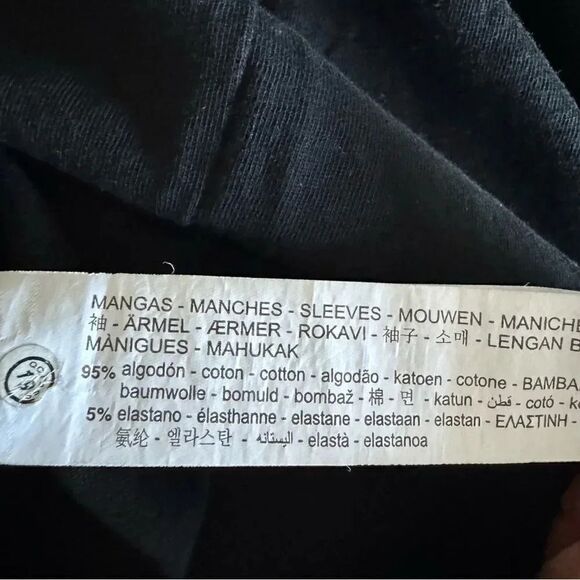 MANGAS - MANCHES - SLEEVES - MOUWEN - MANICHE
袖 - ÄRMEL - ÆRMER - ROKAVI - 袖子 - 소매 - LENGAN B
MÀNIGUES - MAHUKAK
95% algodón - coton - cotton - algodão - katoen - cotone - BAMBA
baumwolle - bomuld - bombaž - 棉 - 면 - katun - قطن - cotó - k
5% elastano - élasthanne - elastane - elastaan - elastan - ΕΛΑΣΤΙΝΗ -
氨纶 - 엘라스탄 - اليستانه - elastà - elastanoa